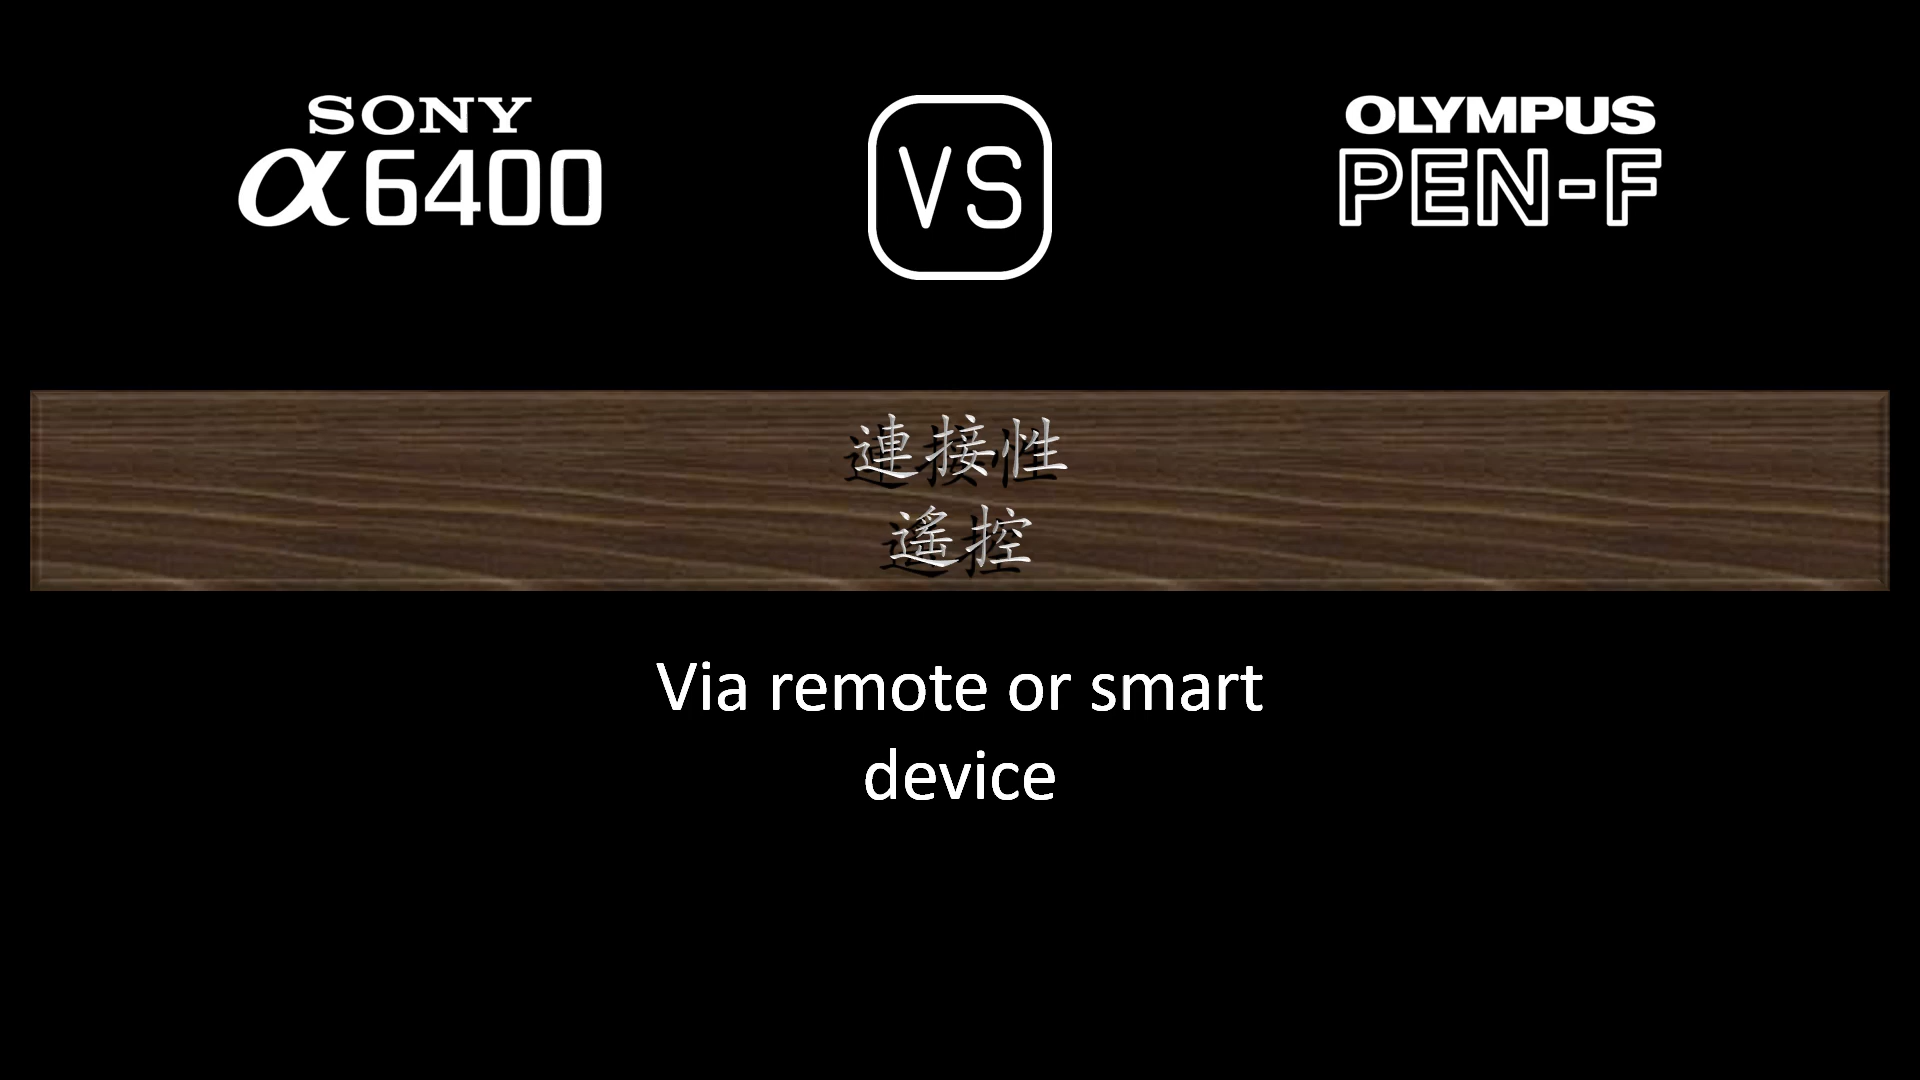 SONY
α6400
VS
OLYMPUS
PEN-F
連接性
遙控
Via remote or smart
device